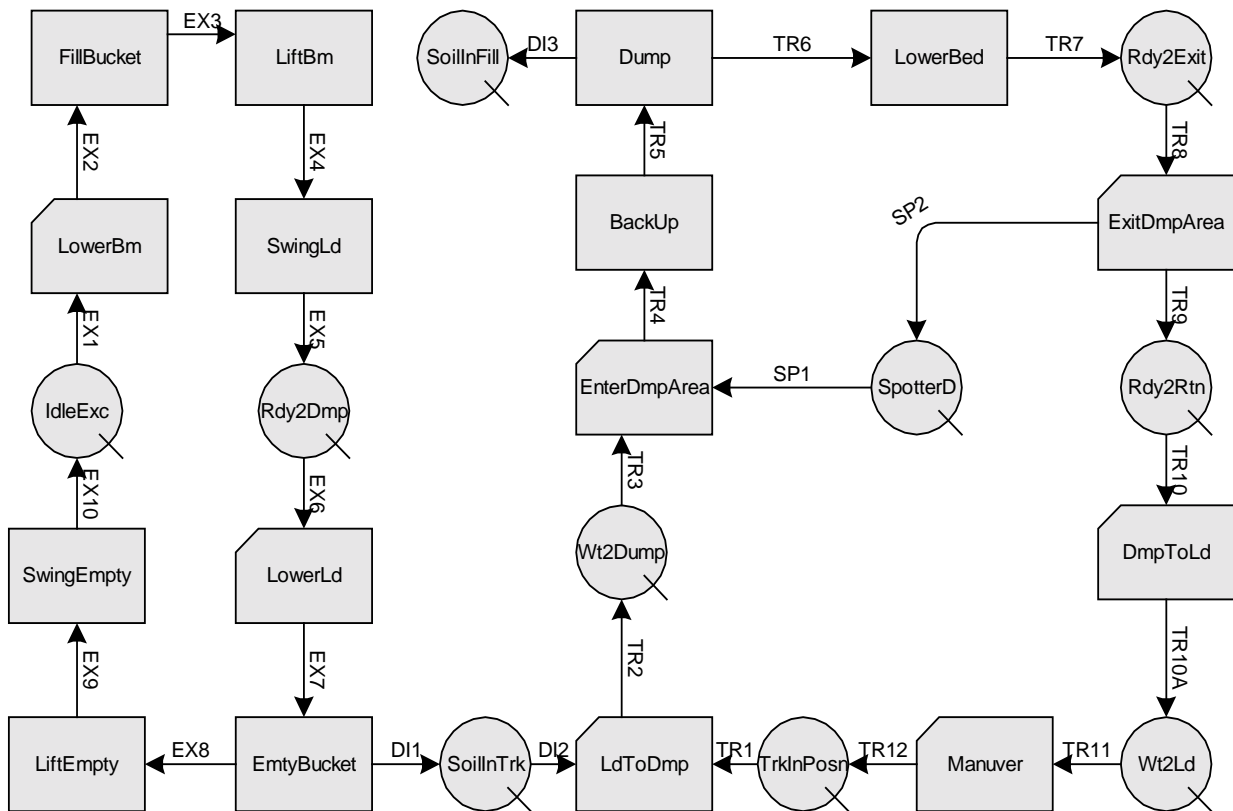 EX3
FillBucket
LiftBm
SoilInFill
DI3
Dump
TR6
LowerBed
TR7
Rdy2Exit
EX2
EX4
TR5
TR8
LowerBm
SwingLd
BackUp
SP2
ExitDmpArea
EX1
EX5
TR4
TR9
IdleExc
Rdy2Dmp
EnterDmpArea
SP1
SpotterD
Rdy2Rtn
EX10
EX6
TR3
TR10
SwingEmpty
LowerLd
Wt2Dump
DmpToLd
EX9
EX7
TR2
TR10A
LiftEmpty
EX8
EmtyBucket
DI1
SoilInTrk
DI2
LdToDmp
TR1
TrkInPosn
TR12
Manuver
TR11
Wt2Ld